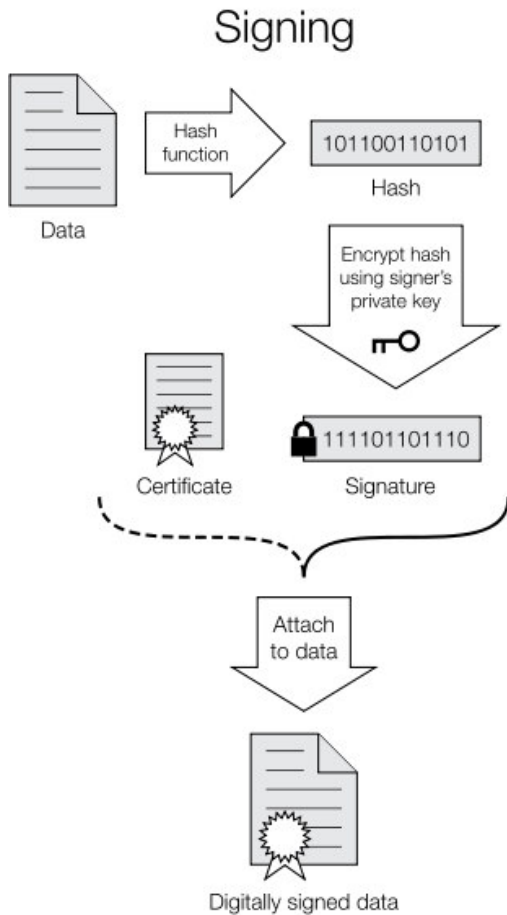 Signing
Hash
function
101100110101
Hash
Data
Encrypt hash
using signer's
private key
111101101110
Certificate
Signature
Attach
to data
Digitally signed data